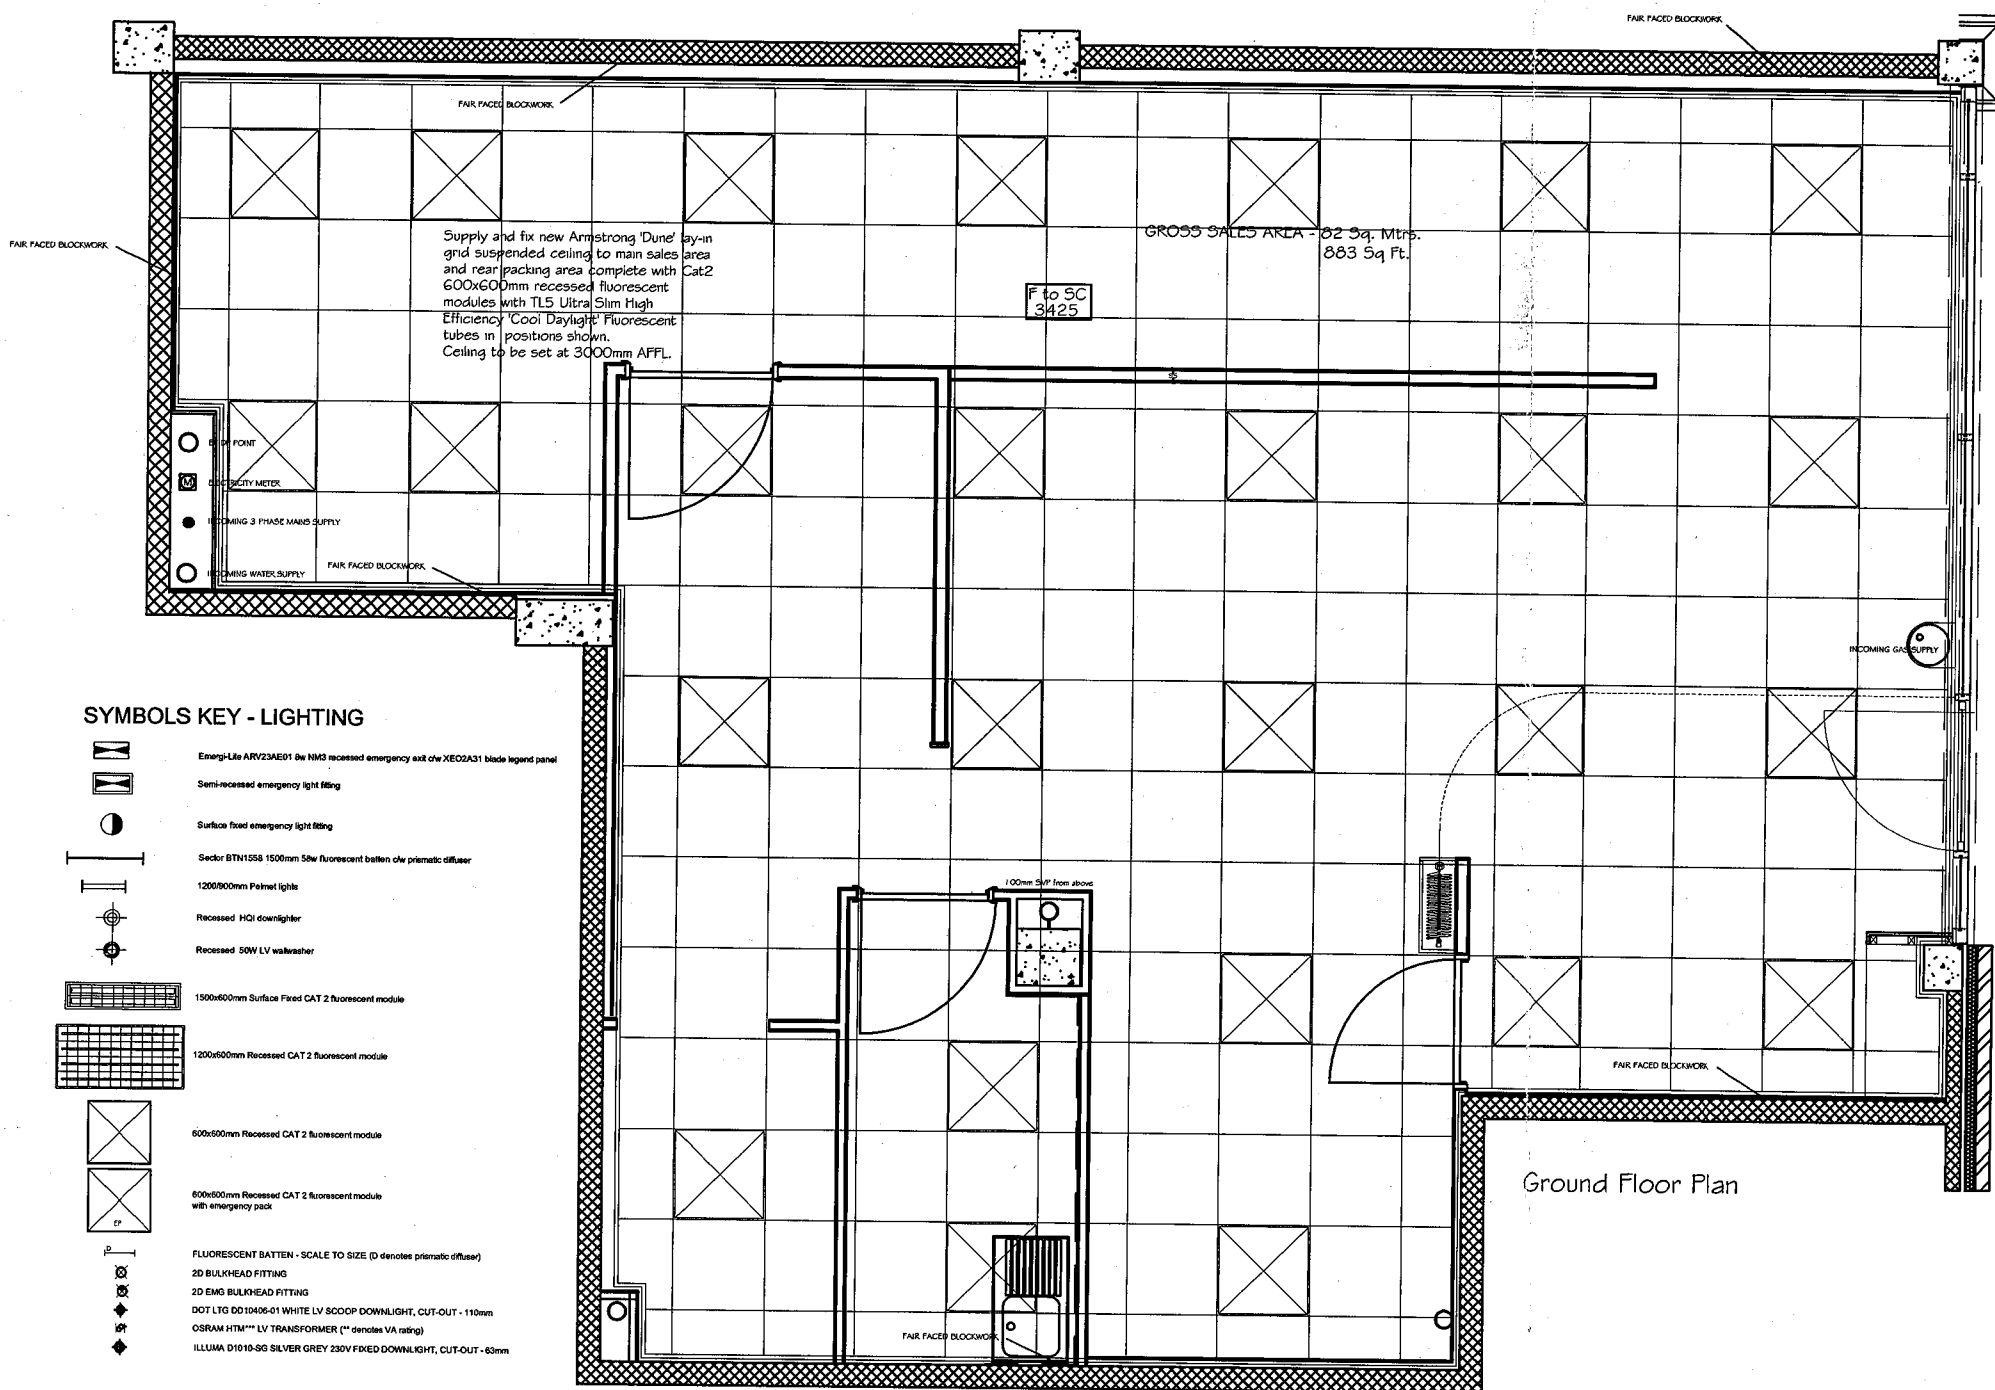 FAIR FACED BLOCKWORK
FAIR FACED BLOCKWORK
FAIR FACED BLOCKWORK
Supply and fix new Armstrong 'Dune' lay-in
grid suspended ceiling to main sales area
and rear packing area complete with Cat2
600x600mm recessed fluorescent
modules with TL5 Ultra Slim High
Efficiency 'Cool Daylight' Fluorescent
tubes in positions shown.
Ceiling to be set at 3000mm AFFL.
GROSS SALES AREA - 82 Sq. Mtrs.
883 Sq Ft.
F to SC
3425
POINT
ELECTRICITY METER
M
INCOMING 3 PHASE MAINS SUPPLY
INCOMING WATER SUPPLY
FAIR FACED BLOCKWORK
INCOMING GAS SUPPLY
100mm SVP from above
FAIR FACED BLOCKWORK
FAIR FACED BLOCKWORK
Ground Floor Plan
SYMBOLS KEY - LIGHTING
Emergi-Lite ARV23AE01 8w NM3 recessed emergency exit c/w XEO2A31 blade legend panel
Semi-recessed emergency light fitting
Surface fixed emergency light fitting
Sector BTN1558 1500mm 58w fluorescent batten c/w prismatic diffuser
1200/900mm Pelmet lights
Recessed HQI downlighter
Recessed 50W LV wallwasher
1500x600mm Surface Fixed CAT 2 fluorescent module
1200x600mm Recessed CAT 2 fluorescent module
600x600mm Recessed CAT 2 fluorescent module
600x600mm Recessed CAT 2 fluorescent module
with emergency pack
EP
D
FLUORESCENT BATTEN - SCALE TO SIZE (D denotes prismatic diffuser)
2D BULKHEAD FITTING
2D EMG BULKHEAD FITTING
DOT LTG DD10406-01 WHITE LV SCOOP DOWNLIGHT, CUT-OUT - 110mm
OSRAM HTM*** LV TRANSFORMER (** denotes VA rating)
ILLUMA D1010-SG SILVER GREY 230V FIXED DOWNLIGHT, CUT-OUT - 63mm